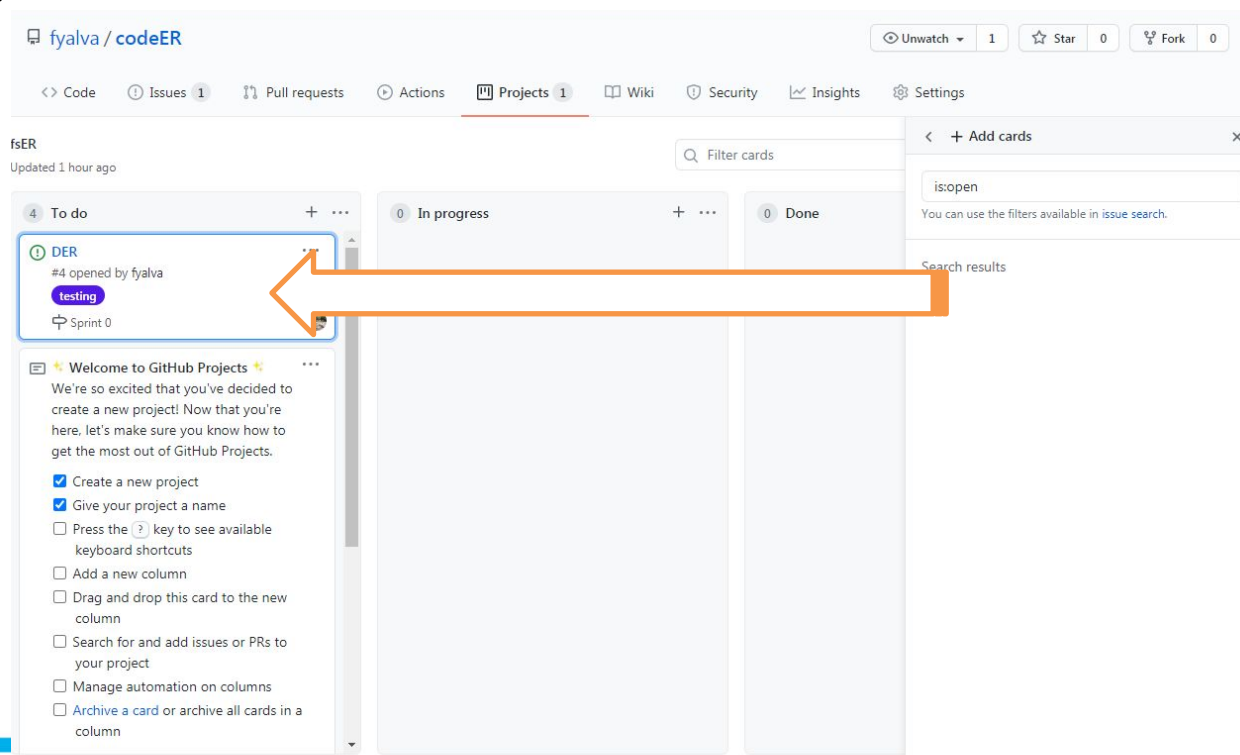 fyalva / codeER
Unwatch 1 Star 0 Fork 0
Code Issues 1 Pull requests Actions Projects 1 Wiki Security Insights Settings
fsER
Updated 1 hour ago
Filter cards
4 To do
DER
#4 opened by fyalva
testing
Sprint 0
✨ Welcome to GitHub Projects ✨
We're so excited that you've decided to
create a new project! Now that you're
here, let's make sure you know how to
get the most out of GitHub Projects.
Create a new project
Give your project a name
Press the ? key to see available
keyboard shortcuts
Add a new column
Drag and drop this card to the new
column
Search for and add issues or PRs to
your project
Manage automation on columns
Archive a card or archive all cards in a
column
0 In progress
0 Done
Add cards
is:open
You can use the filters available in issue search.
Search results